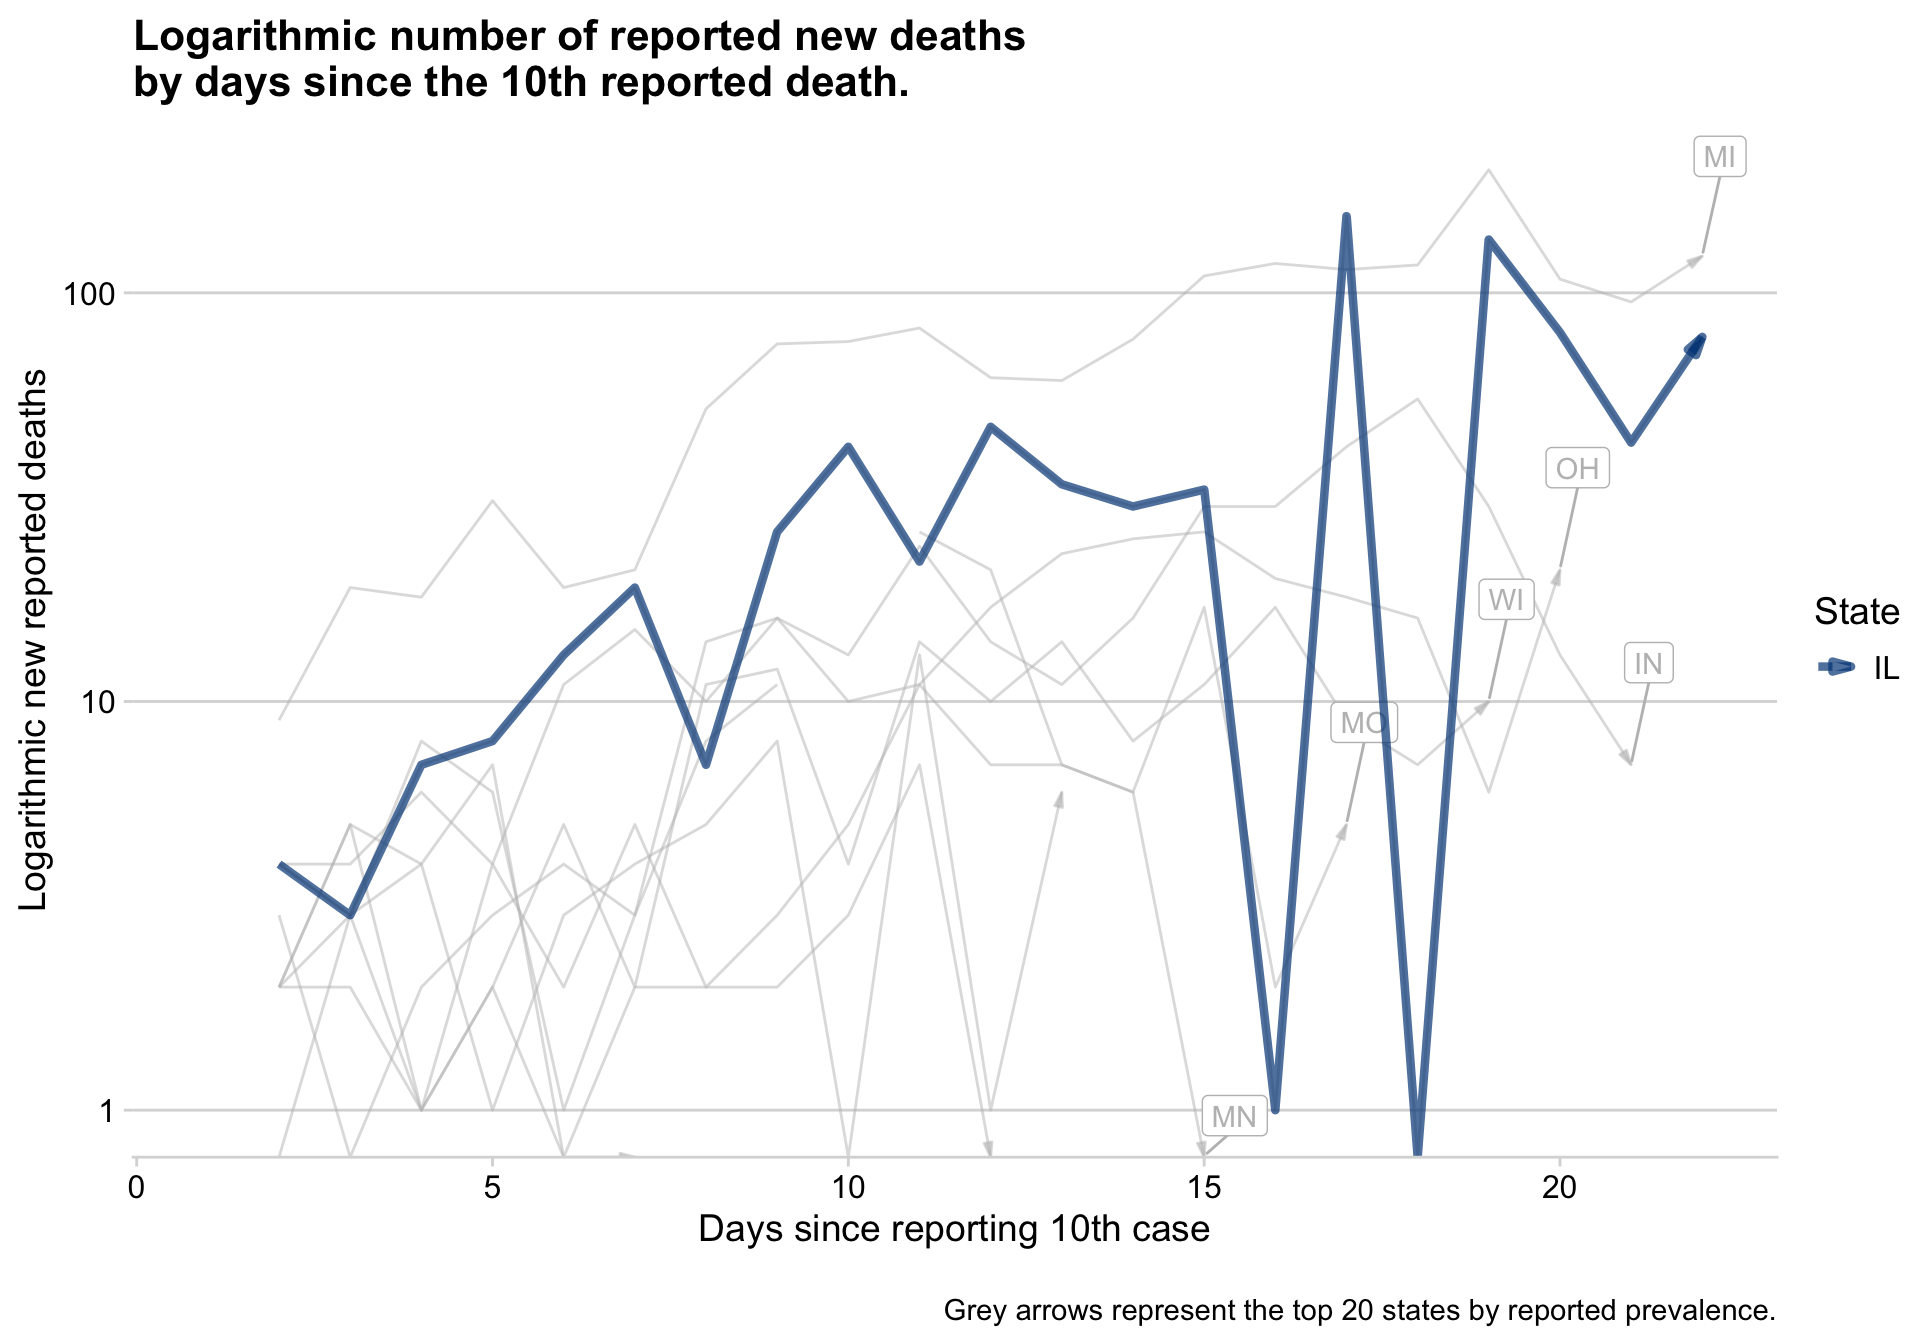 Logarithmic number of reported new deaths
by days since the 10th reported death.
Logarithmic new reported deaths
100
10
1
MI
OH
WI
IN
MO
MN
State
IL
0
5
10
15
20
Days since reporting 10th case
Grey arrows represent the top 20 states by reported prevalence.